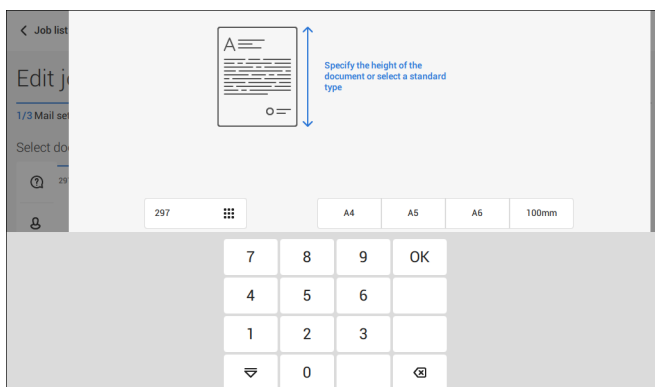 Job list
Edit j
1/3 Mail set
Select do
29
A
Specify the height of the
document or select a standard
type
297
A4 A5 A6 100mm
7 8 9 OK
4 5 6
1 2 3
0